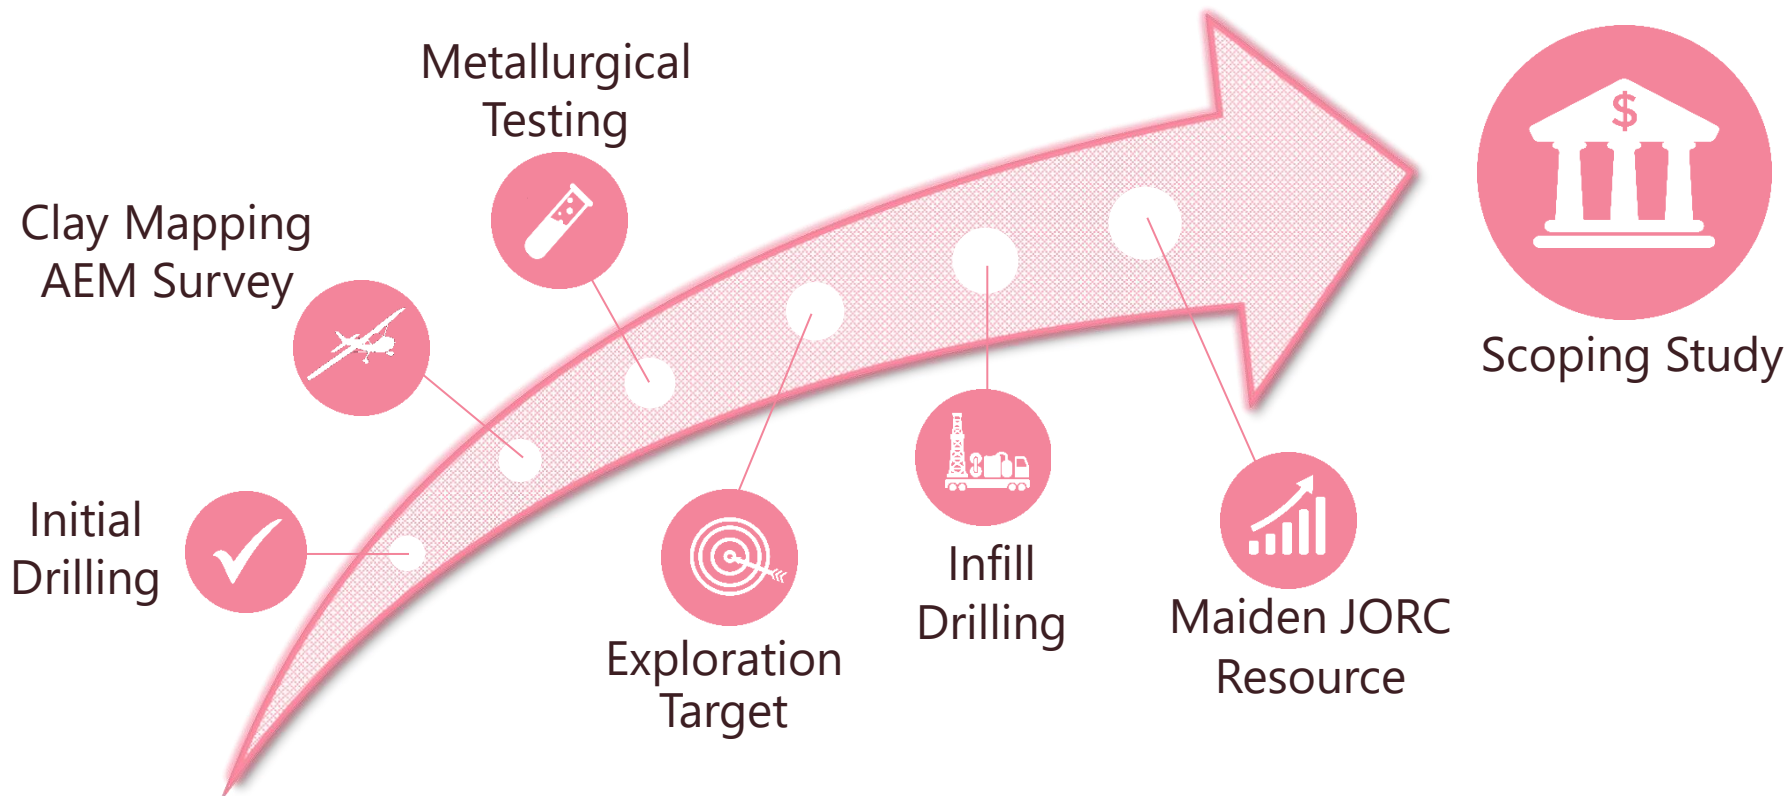 Initial
Drilling
Clay Mapping
AEM Survey
Metallurgical
Testing
Exploration
Target
Infill
Drilling
Maiden JORC
Resource
$
Scoping Study